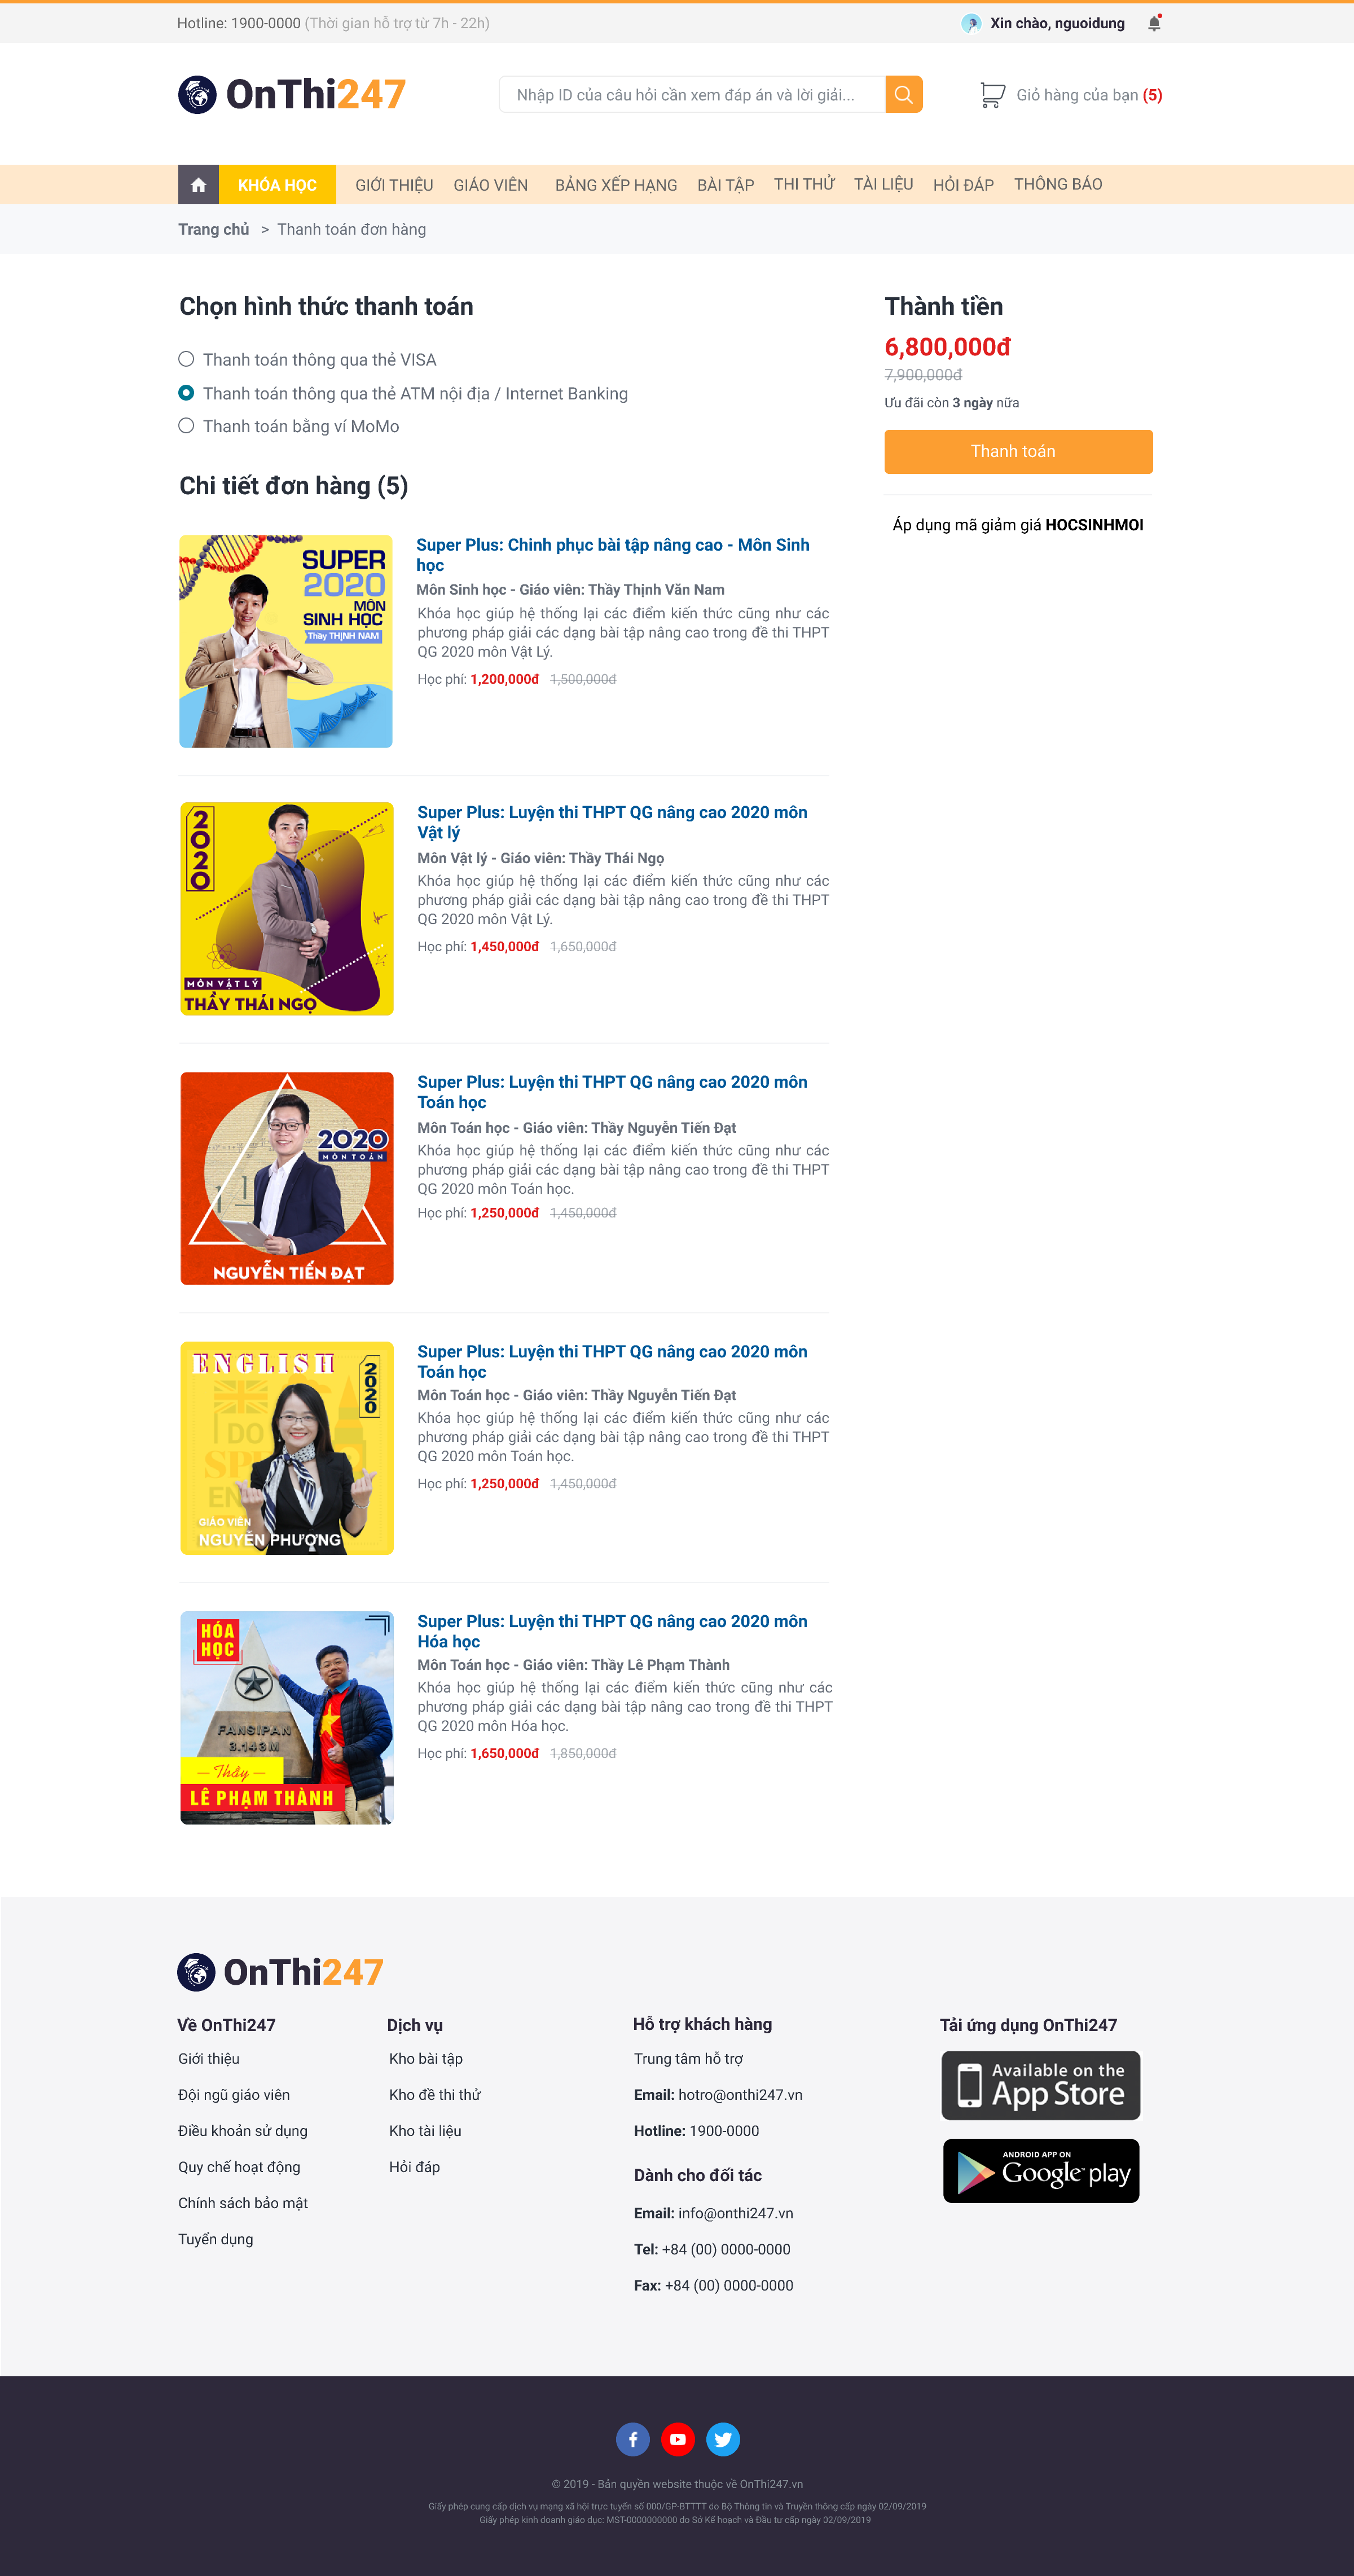 Hotline: 1900-0000 (Thời gian hỗ trợ từ 7h - 22h)
Xin chào, nguoidung
OnThi247
Nhập ID của câu hỏi cần xem đáp án và lời giải...
Giỏ hàng của bạn (5)
KHÓA HỌC
GIỚI THIỆU
GIÁO VIÊN
BẢNG XẾP HẠNG
BÀI TẬP
THI THỬ
TÀI LIỆU
HỎI ĐÁP
THÔNG BÁO
Trang chủ > Thanh toán đơn hàng
Chọn hình thức thanh toán
Thanh toán thông qua thẻ VISA
Thanh toán thông qua thẻ ATM nội địa / Internet Banking
Thanh toán bằng ví MoMo
Thành tiền
6,800,000đ
7,900,000đ
Ưu đãi còn 3 ngày nữa
Thanh toán
Áp dụng mã giảm giá HOCSINHMOI
Chi tiết đơn hàng (5)
SUPER
2020
MÔN
SINH HỌC
Thầy THỊNH NAM
Super Plus: Chinh phục bài tập nâng cao - Môn Sinh
học
Môn Sinh học - Giáo viên: Thầy Thịnh Văn Nam
Khóa học giúp hệ thống lại các điểm kiến thức cũng như các
phương pháp giải các dạng bài tập nâng cao trong đề thi THPT
QG 2020 môn Vật Lý.
Học phí: 1,200,000đ 1,500,000đ
2020
MÔN VẬT LÝ
THẦY THÁI NGỌ
Super Plus: Luyện thi THPT QG nâng cao 2020 môn
Vật lý
Môn Vật lý - Giáo viên: Thầy Thái Ngọ
Khóa học giúp hệ thống lại các điểm kiến thức cũng như các
phương pháp giải các dạng bài tập nâng cao trong đề thi THPT
QG 2020 môn Vật Lý.
Học phí: 1,450,000đ 1,650,000đ
2020
MÔN TOÁN
NGUYỄN TIẾN ĐẠT
Super Plus: Luyện thi THPT QG nâng cao 2020 môn
Toán học
Môn Toán học - Giáo viên: Thầy Nguyễn Tiến Đạt
Khóa học giúp hệ thống lại các điểm kiến thức cũng như các
phương pháp giải các dạng bài tập nâng cao trong đề thi THPT
QG 2020 môn Toán học.
Học phí: 1,250,000đ 1,450,000đ
ENGLISH
2020
I DO
EN
GIÁO VIÊN
NGUYỄN PHƯỢNG
Super Plus: Luyện thi THPT QG nâng cao 2020 môn
Toán học
Môn Toán học - Giáo viên: Thầy Nguyễn Tiến Đạt
Khóa học giúp hệ thống lại các điểm kiến thức cũng như các
phương pháp giải các dạng bài tập nâng cao trong đề thi THPT
QG 2020 môn Toán học.
Học phí: 1,250,000đ 1,450,000đ
HÓA
HỌC
FANSIPAN
3.143M
Thầy
LÊ PHẠM THÀNH
Super Plus: Luyện thi THPT QG nâng cao 2020 môn
Hóa học
Môn Toán học - Giáo viên: Thầy Lê Phạm Thành
Khóa học giúp hệ thống lại các điểm kiến thức cũng như các
phương pháp giải các dạng bài tập nâng cao trong đề thi THPT
QG 2020 môn Hóa học.
Học phí: 1,650,000đ 1,850,000đ
OnThi247
Về OnThi247
Giới thiệu
Đội ngũ giáo viên
Điều khoản sử dụng
Quy chế hoạt động
Chính sách bảo mật
Tuyển dụng
Dịch vụ
Kho bài tập
Kho đề thi thử
Kho tài liệu
Hỏi đáp
Hỗ trợ khách hàng
Trung tâm hỗ trợ
Email: hotro@onthi247.vn
Hotline: 1900-0000
Dành cho đối tác
Email: info@onthi247.vn
Tel: +84 (00) 0000-0000
Fax: +84 (00) 0000-0000
Tải ứng dụng OnThi247
Available on the
App Store
ANDROID APP ON
Google play
© 2019 - Bản quyền website thuộc về OnThi247.vn
Giấy phép cung cấp dịch vụ mạng xã hội trực tuyến số 000/GP-BTTTT do Bộ Thông tin và Truyền thông cấp ngày 02/09/2019
Giấy phép kinh doanh giáo dục: MST-0000000000 do Sở Kế hoạch và Đầu tư cấp ngày 02/09/2019